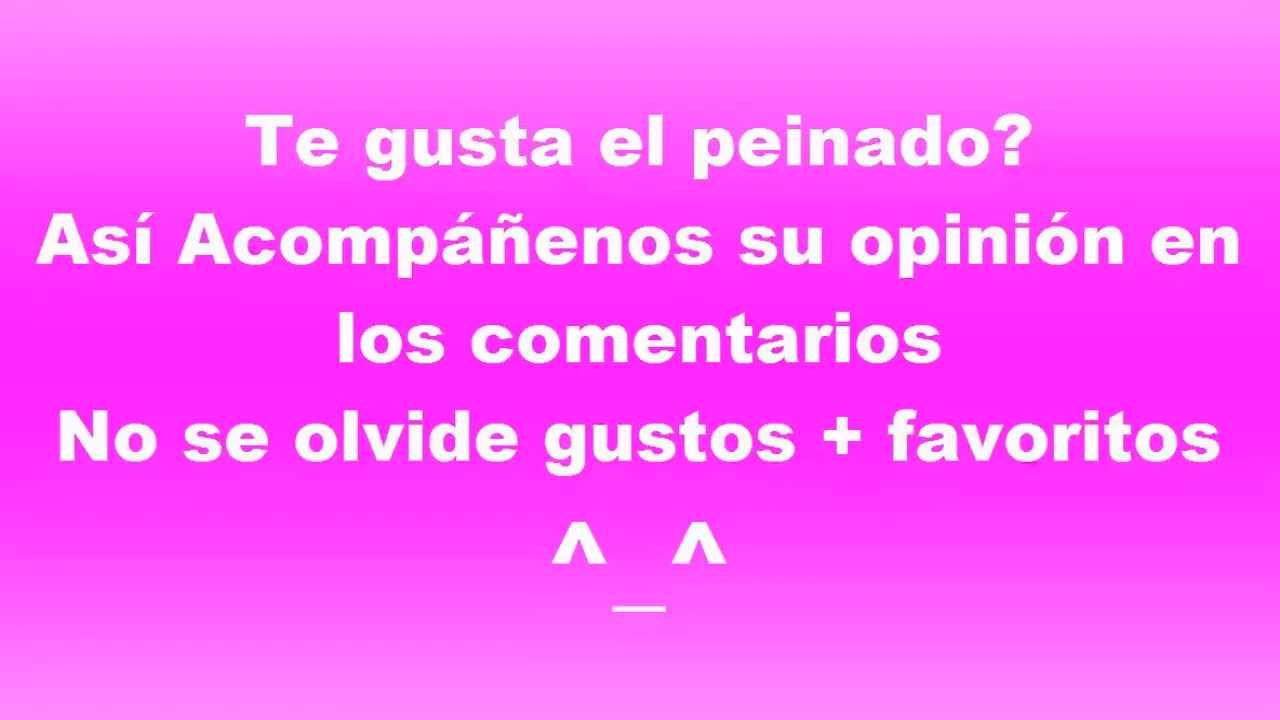 Te gusta el peinado?
Así Acompáñenos su opinión en
los comentarios
No se olvide gustos + favoritos
^_^